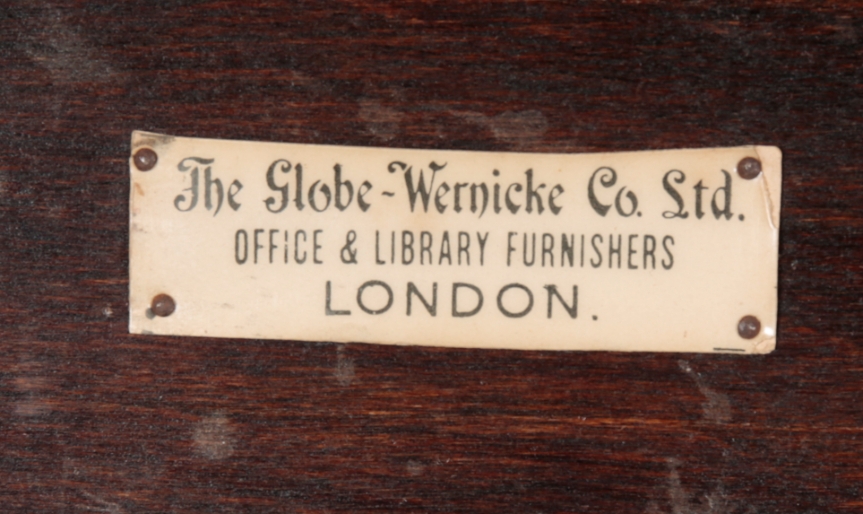 The Globe-Wernicke Co. Ltd.
OFFICE & LIBRARY FURNISHERS
LONDON.